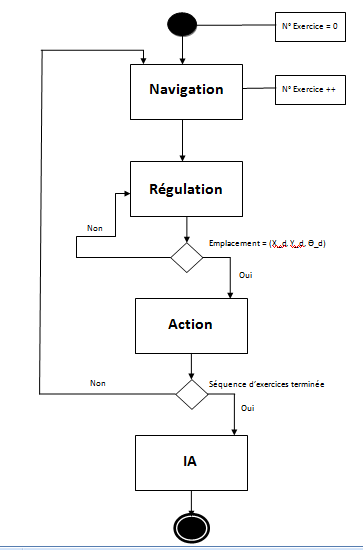 N° Exercice = 0
Navigation
N° Exercice ++
Régulation
Non
Emplacement = (X_d, Y_d, Θ_d)
Oui
Action
Non
Séquence d'exercices terminée
Oui
IA